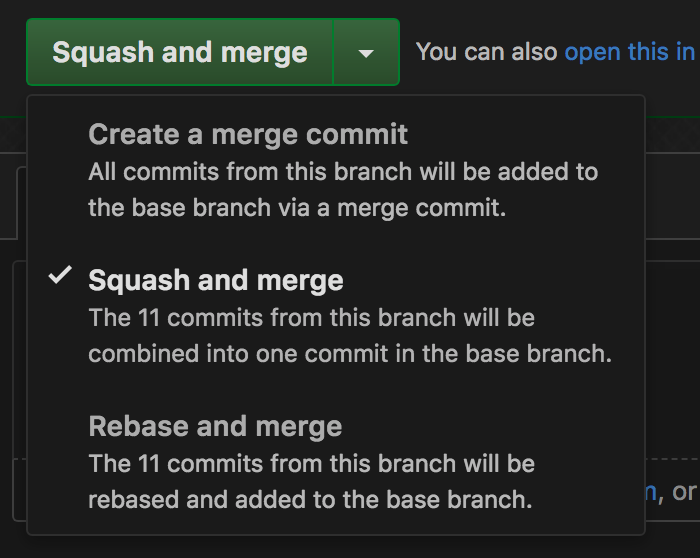 Squash and merge
You can also open this in
Create a merge commit
All commits from this branch will be added to
the base branch via a merge commit.
Squash and merge
The 11 commits from this branch will be
combined into one commit in the base branch.
Rebase and merge
The 11 commits from this branch will be
rebased and added to the base branch.
, or